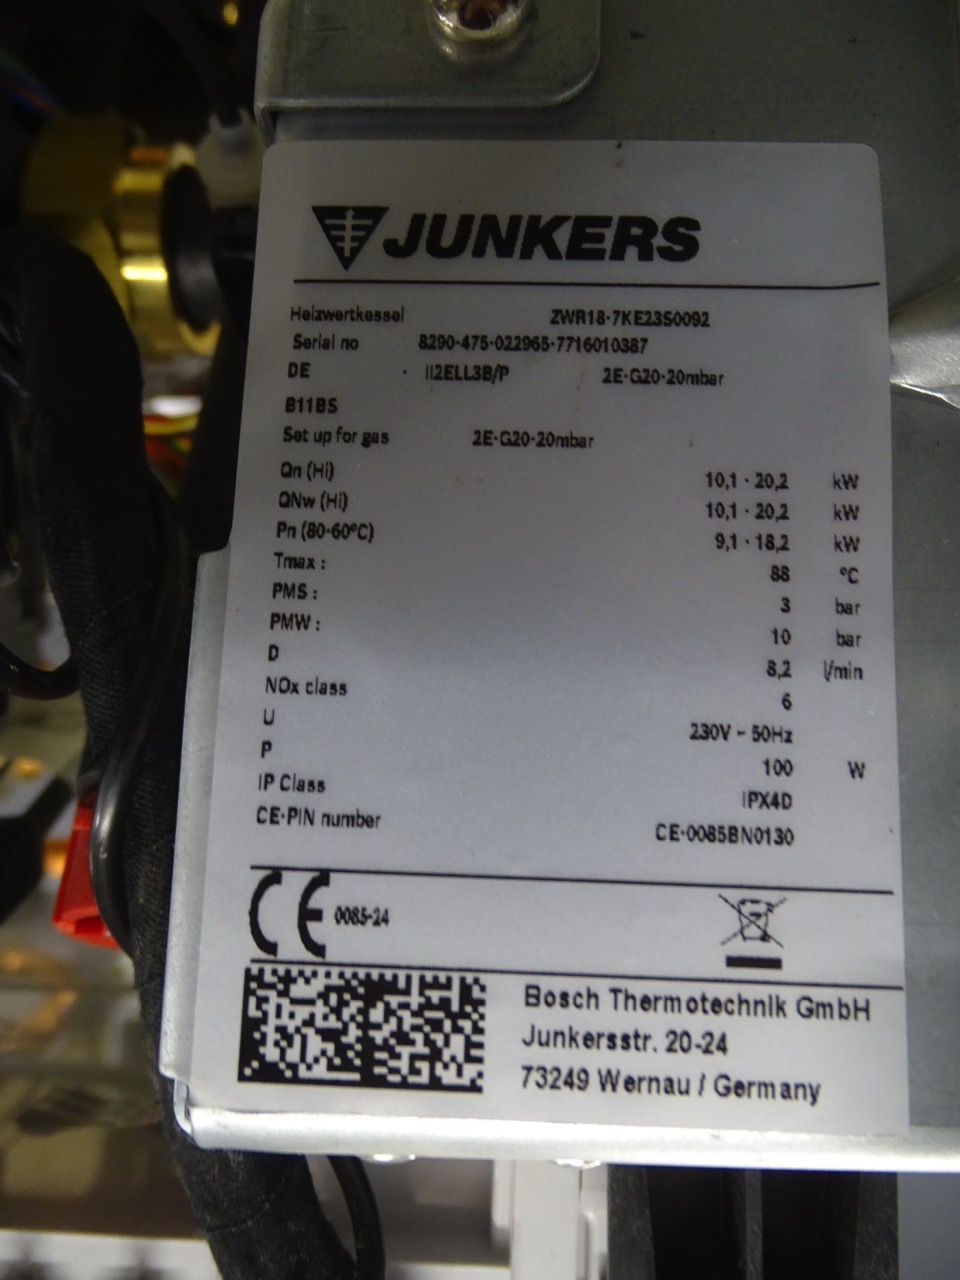 JUNKERS
Heizwertkessel ZWR18-7KE23S0092
Serial no 8290-475-022965-7716010387
DE II2ELL3B/P 2E-G20-20mbar
B11BS
Set up for gas 2E-G20-20mbar
Qn (Hi) 10,1 - 20,2 kW
QNw (Hi) 10,1 - 20,2 kW
Pn (80-60°C) 9,1 - 18,2 kW
Tmax : 88 °C
PMS : 3 bar
PMW : 10 bar
D 8,2 l/min
NOx class 6
U 230V ~ 50Hz
P 100 W
IP Class IPX4D
CE-PIN number CE-0085BN0130
CE 0085-24
Bosch Thermotechnik GmbH
Junkersstr. 20-24
73249 Wernau / Germany